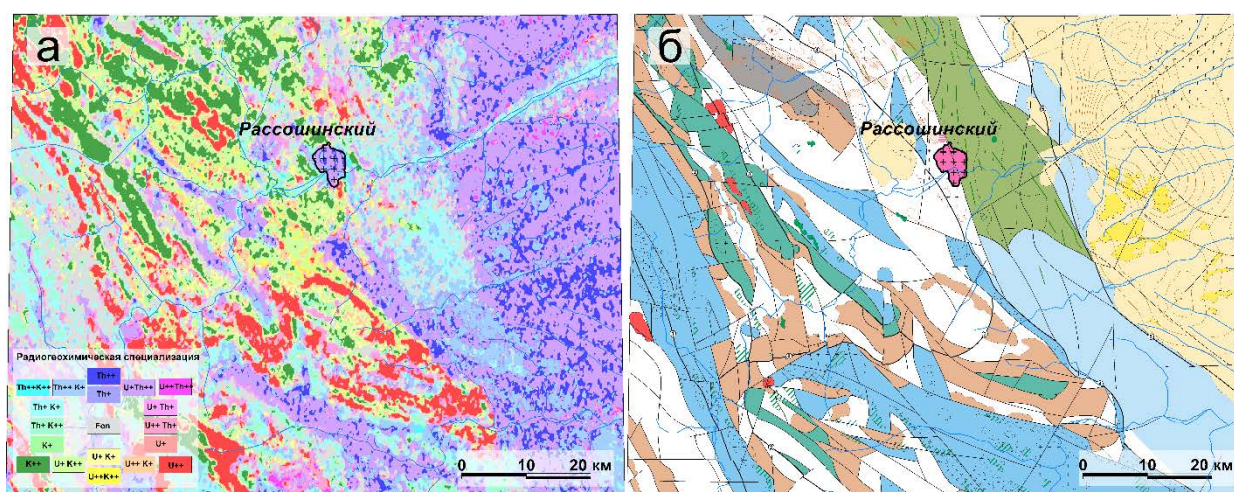 а
Рассошинский
Радиогеохимическая специализация
Th++
Th++K++ Th++ K+ U+Th++ U++Th++
Th+
Th+ K+ U+ Th+
Th+ K++ Fon U++ Th+
K+ U+
U+ K+
K++ U+ K++ U++ K+ U++
U++K++
0 10 20 км
б
Рассошинский
0 10 20 км